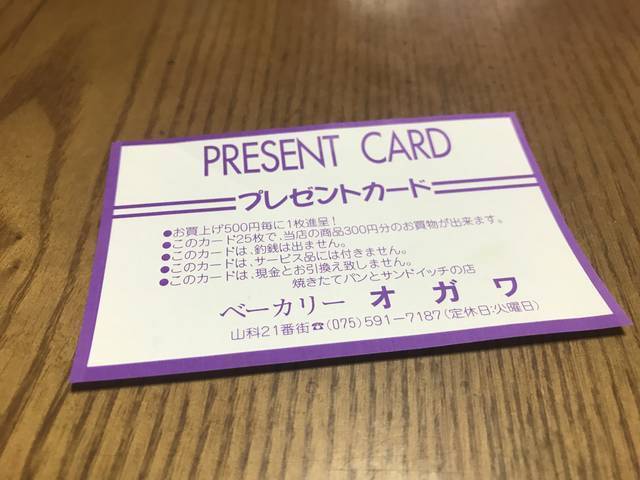 PRESENT CARD
プレゼントカード
●お買上げ500円毎に1枚進呈!
●このカード25枚で、当店の商品300円分のお買物が出来ます。
●このカードは、釣銭は出ません。
●このカードは、サービス品には付きません。
●このカードは、現金とお引換え致しません。
焼きたてパンとサンドイッチの店
ベーカリー オガワ
山科21番街☎(075)591-7187(定休日:火曜日)